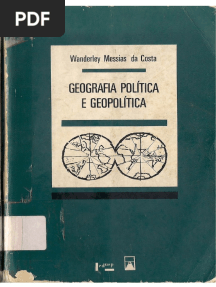 PDF
Wanderley Messias da Costa
GEOGRAFIA POLÍTICA
E GEOPOLÍTICA